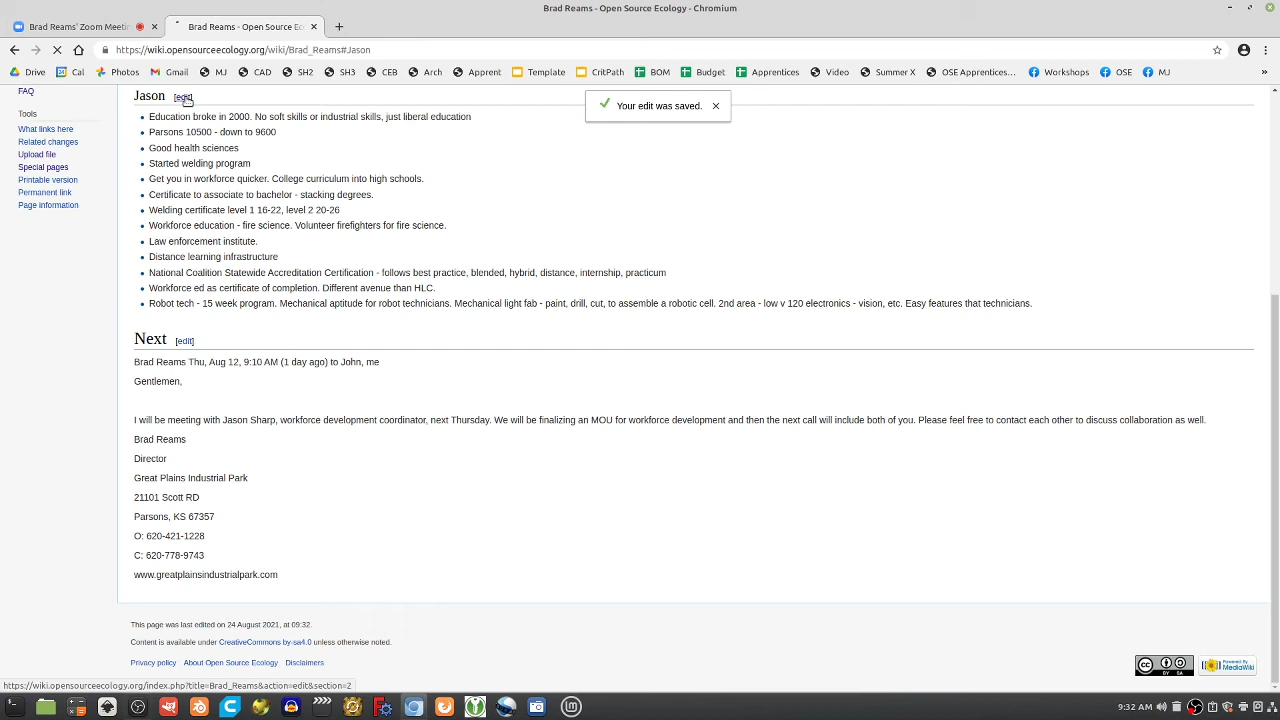 Brad Reams - Open Source Ecology - Chromium
Brad Reams' Zoom Meetin
Brad Reams - Open Source Ec
https://wiki.opensourceecology.org/wiki/Brad_Reams#Jason
Drive Cal Photos Gmail MJ CAD SH2 SH3 CEB Arch Apprent Template CritPath BOM Budget Apprentices Video Summer X OSE Apprentices... Workshops OSE MJ »
FAQ
Tools
What links here
Related changes
Upload file
Special pages
Printable version
Permanent link
Page information
Jason [edit]
Your edit was saved.
Education broke in 2000. No soft skills or industrial skills, just liberal education
Parsons 10500 - down to 9600
Good health sciences
Started welding program
Get you in workforce quicker. College curriculum into high schools.
Certificate to associate to bachelor - stacking degrees.
Welding certificate level 1 16-22, level 2 20-26
Workforce education - fire science. Volunteer firefighters for fire science.
Law enforcement institute.
Distance learning infrastructure
National Coalition Statewide Accreditation Certification - follows best practice, blended, hybrid, distance, internship, practicum
Workforce ed as certificate of completion. Different avenue than HLC.
Robot tech - 15 week program. Mechanical aptitude for robot technicians. Mechanical light fab - paint, drill, cut, to assemble a robotic cell. 2nd area - low v 120 electronics - vision, etc. Easy features that technicians.
Next [edit]
Brad Reams Thu, Aug 12, 9:10 AM (1 day ago) to John, me
Gentlemen,
I will be meeting with Jason Sharp, workforce development coordinator, next Thursday. We will be finalizing an MOU for workforce development and then the next call will include both of you. Please feel free to contact each other to discuss collaboration as well.
Brad Reams
Director
Great Plains Industrial Park
21101 Scott RD
Parsons, KS 67357
O: 620-421-1228
C: 620-778-9743
www.greatplainsindustrialpark.com
This page was last edited on 24 August 2021, at 09:32.
Content is available under CreativeCommons by-sa4.0 unless otherwise noted.
Privacy policy About Open Source Ecology Disclaimers
CC BY SA
Powered By MediaWiki
https://wiki.opensourceecology.org/index.php?title=Brad_Reams&action=edit&section=2
9:32 AM